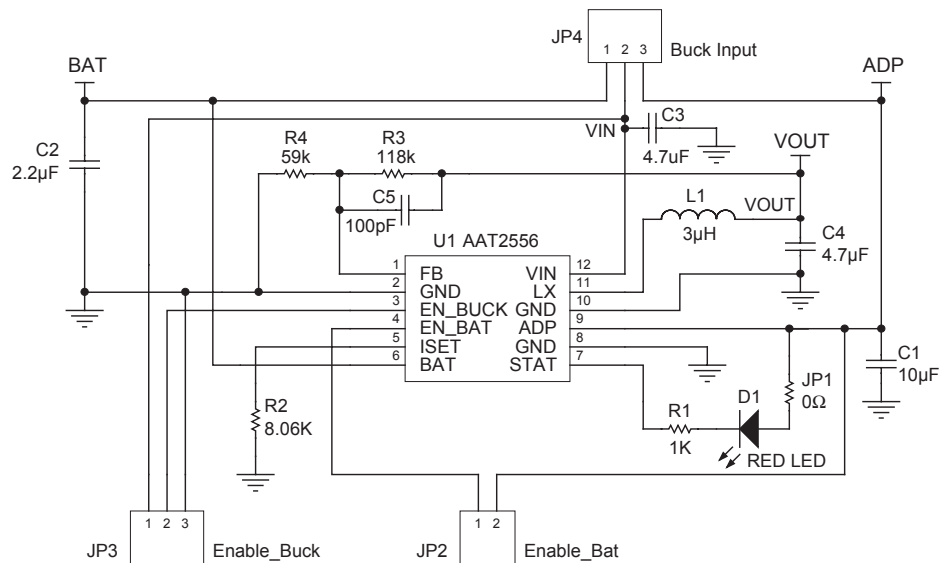 JP4
1 2 3
Buck Input
BAT
ADP
C2
2.2µF
R4
59k
R3
118k
VIN
C3
4.7uF
VOUT
C5
100pF
L1
3µH
VOUT
C4
4.7µF
U1 AAT2556
1 FB
2 GND
3 EN_BUCK
4 EN_BAT
5 ISET
6 BAT
VIN 12
LX 11
GND 10
ADP 9
GND 8
STAT 7
R2
8.06K
R1
1K
D1
RED LED
JP1
0Ω
C1
10µF
JP3
1 2 3
Enable_Buck
JP2
1 2
Enable_Bat